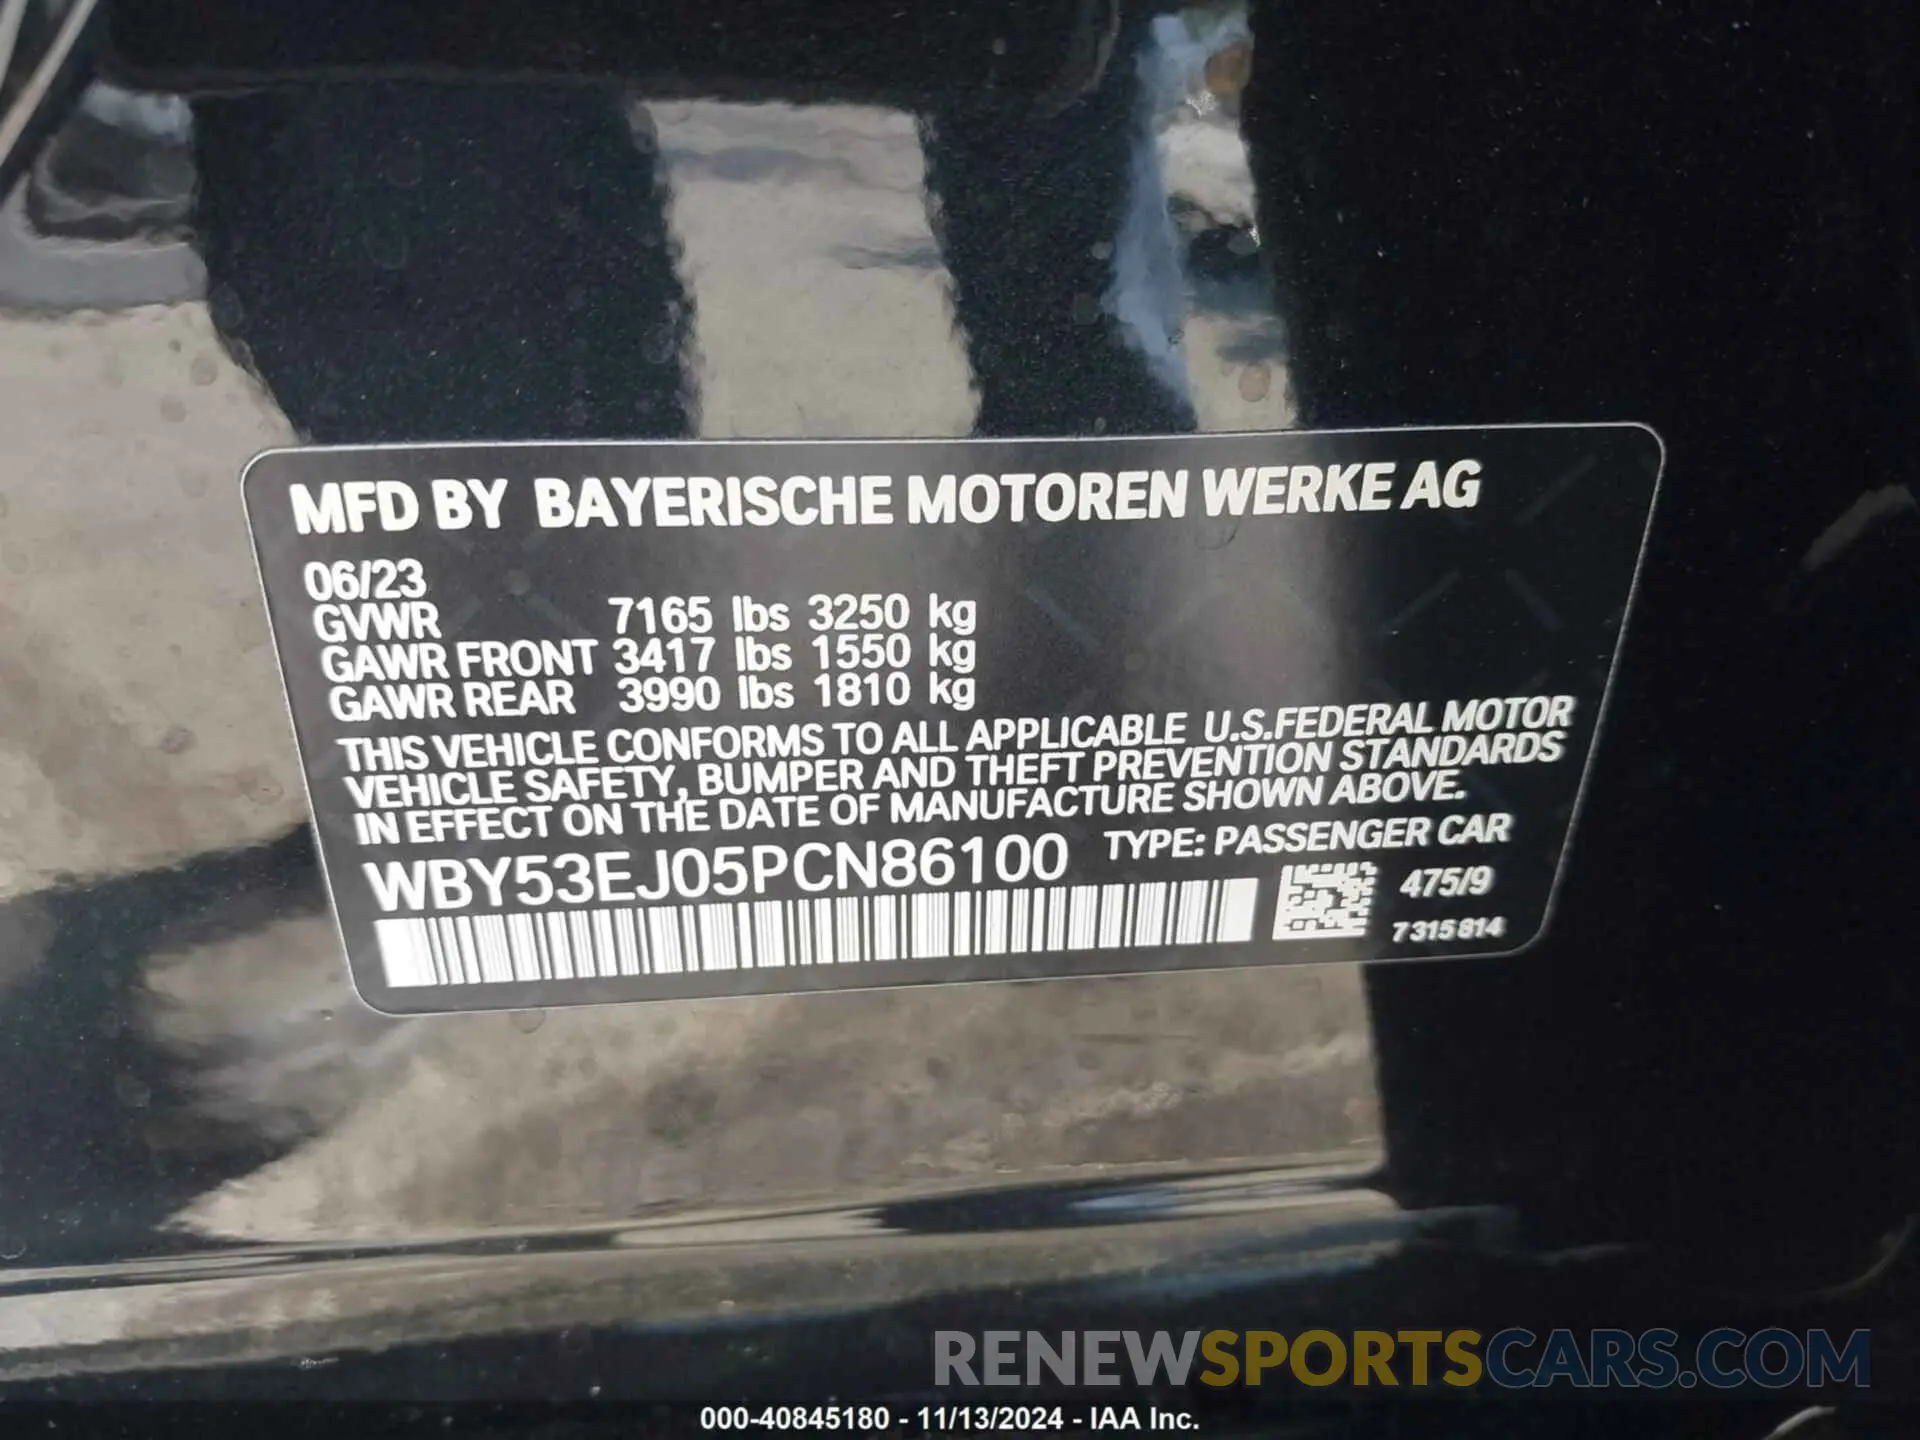 MFD BY BAYERISCHE MOTOREN WERKE AG
06/23
GVWR 7165 lbs 3250 kg
GAWR FRONT 3417 lbs 1550 kg
GAWR REAR 3990 lbs 1810 kg
THIS VEHICLE CONFORMS TO ALL APPLICABLE U.S.FEDERAL MOTOR
VEHICLE SAFETY, BUMPER AND THEFT PREVENTION STANDARDS
IN EFFECT ON THE DATE OF MANUFACTURE SHOWN ABOVE.
WBY53EJ05PCN86100 TYPE: PASSENGER CAR
475/9
7315814
RENEWSPORTSCARS.COM
000-40845180 - 11/13/2024 - IAA Inc.